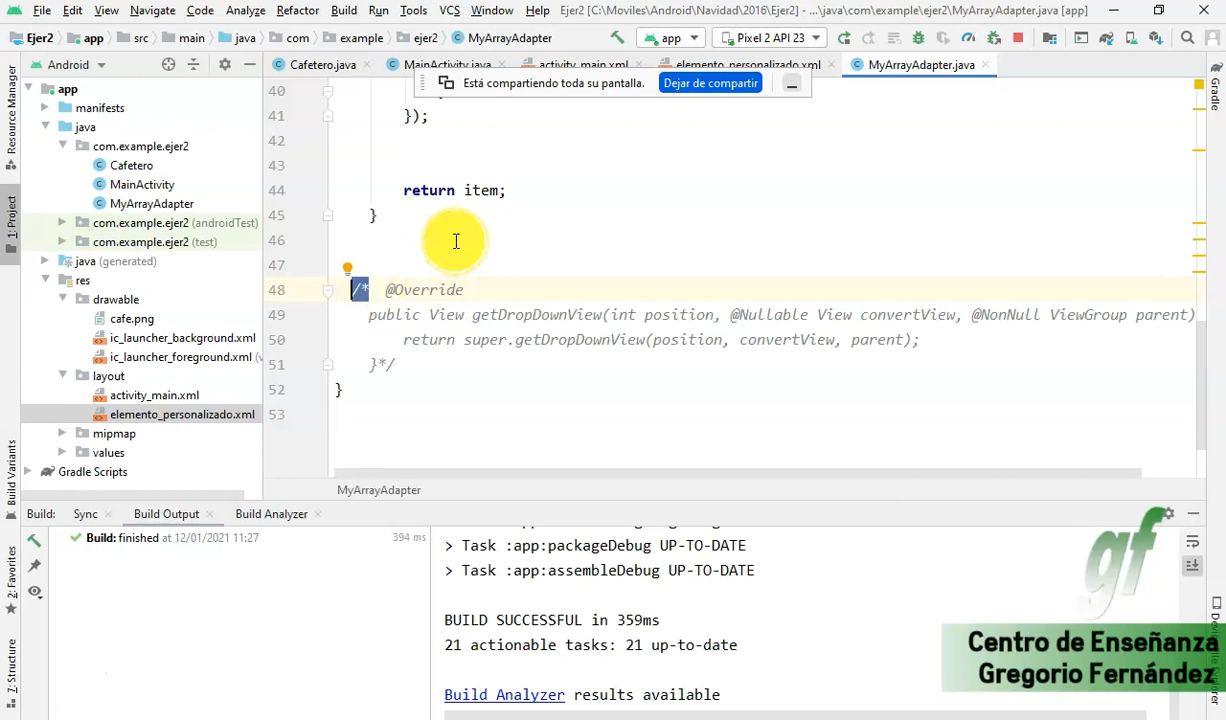 File Edit View Navigate Code Analyze Refactor Build Run Tools VCS Window Help Ejer2 [C:\Moviles\Android\Navidad\2016\Ejer2] - ...\java\com\example\ejer2\MyArrayAdapter.java [app]
Ejer2 app src main java com example ejer2 MyArrayAdapter app Pixel 2 API 23
Android Cafetero.java MainActivity.java activity_main.xml elemento_personalizado.xml MyArrayAdapter.java
Está compartiendo toda su pantalla. Dejar de compartir
Resource Manager
1: Project
Build Variants
2: Favorites
7: Structure
Gradle
app
manifests
java
com.example.ejer2
Cafetero
MainActivity
MyArrayAdapter
com.example.ejer2 (androidTest)
com.example.ejer2 (test)
java (generated)
res
drawable
cafe.png
ic_launcher_background.xml
ic_launcher_foreground.xml (v
layout
activity_main.xml
elemento_personalizado.xml
mipmap
values
Gradle Scripts
40
41 });
42
43
44 return item;
45 }
46
47
48 /* @Override
49 public View getDropDownView(int position, @Nullable View convertView, @NonNull ViewGroup parent)
50 return super.getDropDownView(position, convertView, parent);
51 }*/
52 }
53
MyArrayAdapter
Build: Sync Build Output Build Analyzer
Build: finished at 12/01/2021 11:27 394 ms
> Task :app:packageDebug UP-TO-DATE
> Task :app:assembleDebug UP-TO-DATE
BUILD SUCCESSFUL in 359ms
21 actionable tasks: 21 up-to-date
Build Analyzer results available
gf
Centro de Enseñanza
Gregorio Fernández